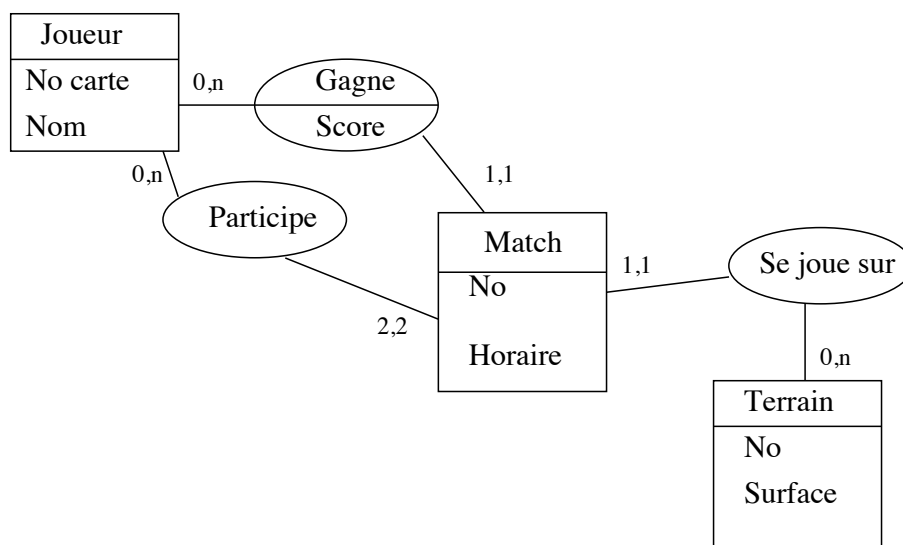 Joueur
No carte
Nom
0,n
Gagne
Score
1,1
0,n
Participe
2,2
Match
No
Horaire
1,1
Se joue sur
0,n
Terrain
No
Surface